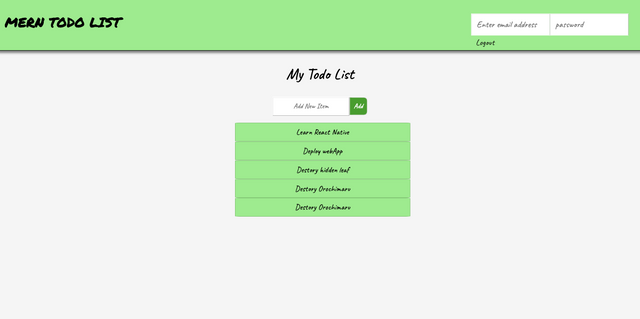 MERN TODO LIST
Enter email address
password
Logout
My Todo List
Add New Item
Add
Learn React Native
Deploy webApp
Destory hidden leaf
Destory Orochimaru
Destory Orochimaru